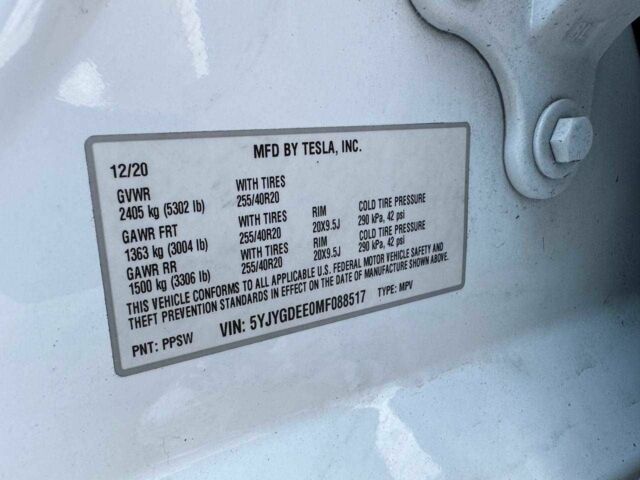 MFD BY TESLA, INC.
12/20
GVWR WITH TIRES
2405 kg (5302 lb) 255/40R20
GAWR FRT WITH TIRES RIM COLD TIRE PRESSURE
1363 kg (3004 lb) 255/40R20 20X9.5J 290 kPa, 42 psi
GAWR RR WITH TIRES RIM COLD TIRE PRESSURE
1500 kg (3306 lb) 255/40R20 20X9.5J 290 kPa, 42 psi
THIS VEHICLE CONFORMS TO ALL APPLICABLE U.S. FEDERAL MOTOR VEHICLE SAFETY AND
THEFT PREVENTION STANDARDS IN EFFECT ON THE DATE OF MANUFACTURE SHOWN ABOVE.
PNT: PPSW VIN: 5YJYGDEE0MF088517 TYPE: MPV